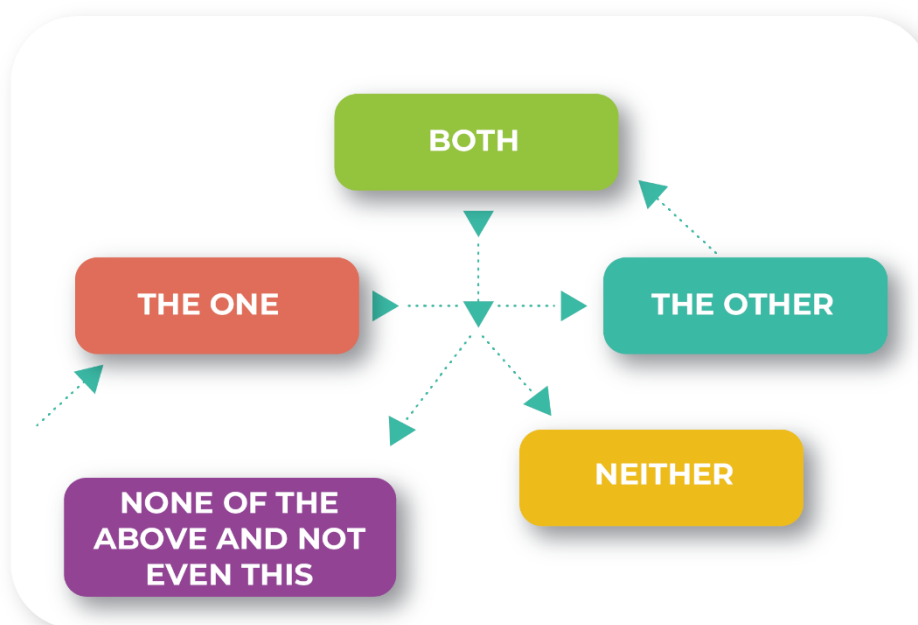 BOTH
THE ONE
THE OTHER
NEITHER
NONE OF THE
ABOVE AND NOT
EVEN THIS